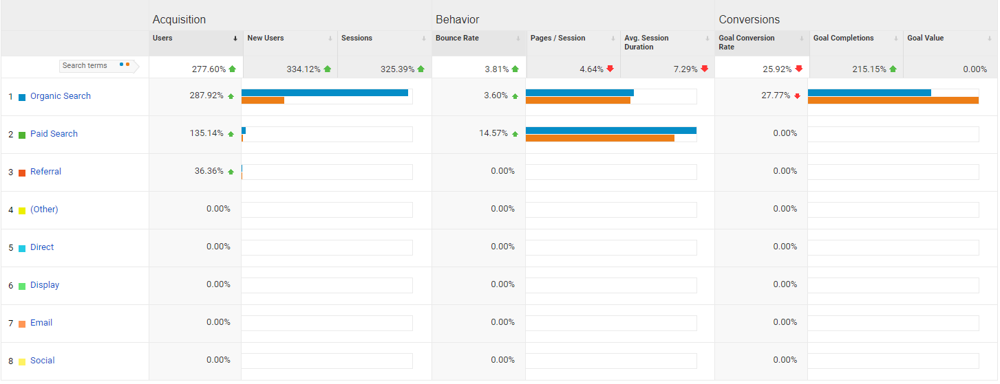 Acquisition Behavior Conversions
Users New Users Sessions Bounce Rate Pages / Session Avg. Session Duration Goal Conversion Rate Goal Completions Goal Value
Search terms 277.60% 334.12% 325.39% 3.81% 4.64% 7.29% 25.92% 215.15% 0.00%
1 Organic Search 287.92% 3.60% 27.77%
2 Paid Search 135.14% 14.57% 0.00%
3 Referral 36.36% 0.00% 0.00%
4 (Other) 0.00% 0.00% 0.00%
5 Direct 0.00% 0.00% 0.00%
6 Display 0.00% 0.00% 0.00%
7 Email 0.00% 0.00% 0.00%
8 Social 0.00% 0.00% 0.00%